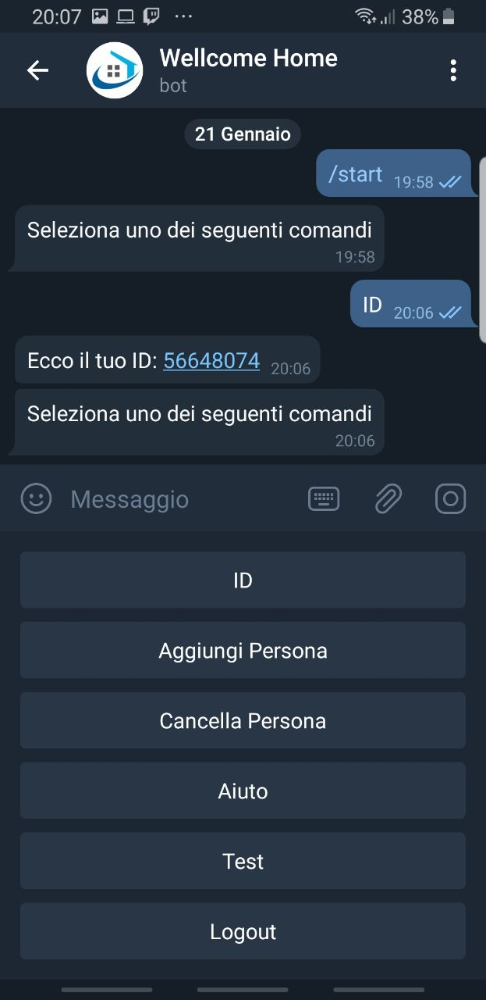 20:07 ... 38%
Wellcome Home
bot
21 Gennaio
/start 19:58
Seleziona uno dei seguenti comandi
19:58
ID 20:06
Ecco il tuo ID: 56648074 20:06
Seleziona uno dei seguenti comandi
20:06
Messaggio
ID
Aggiungi Persona
Cancella Persona
Aiuto
Test
Logout